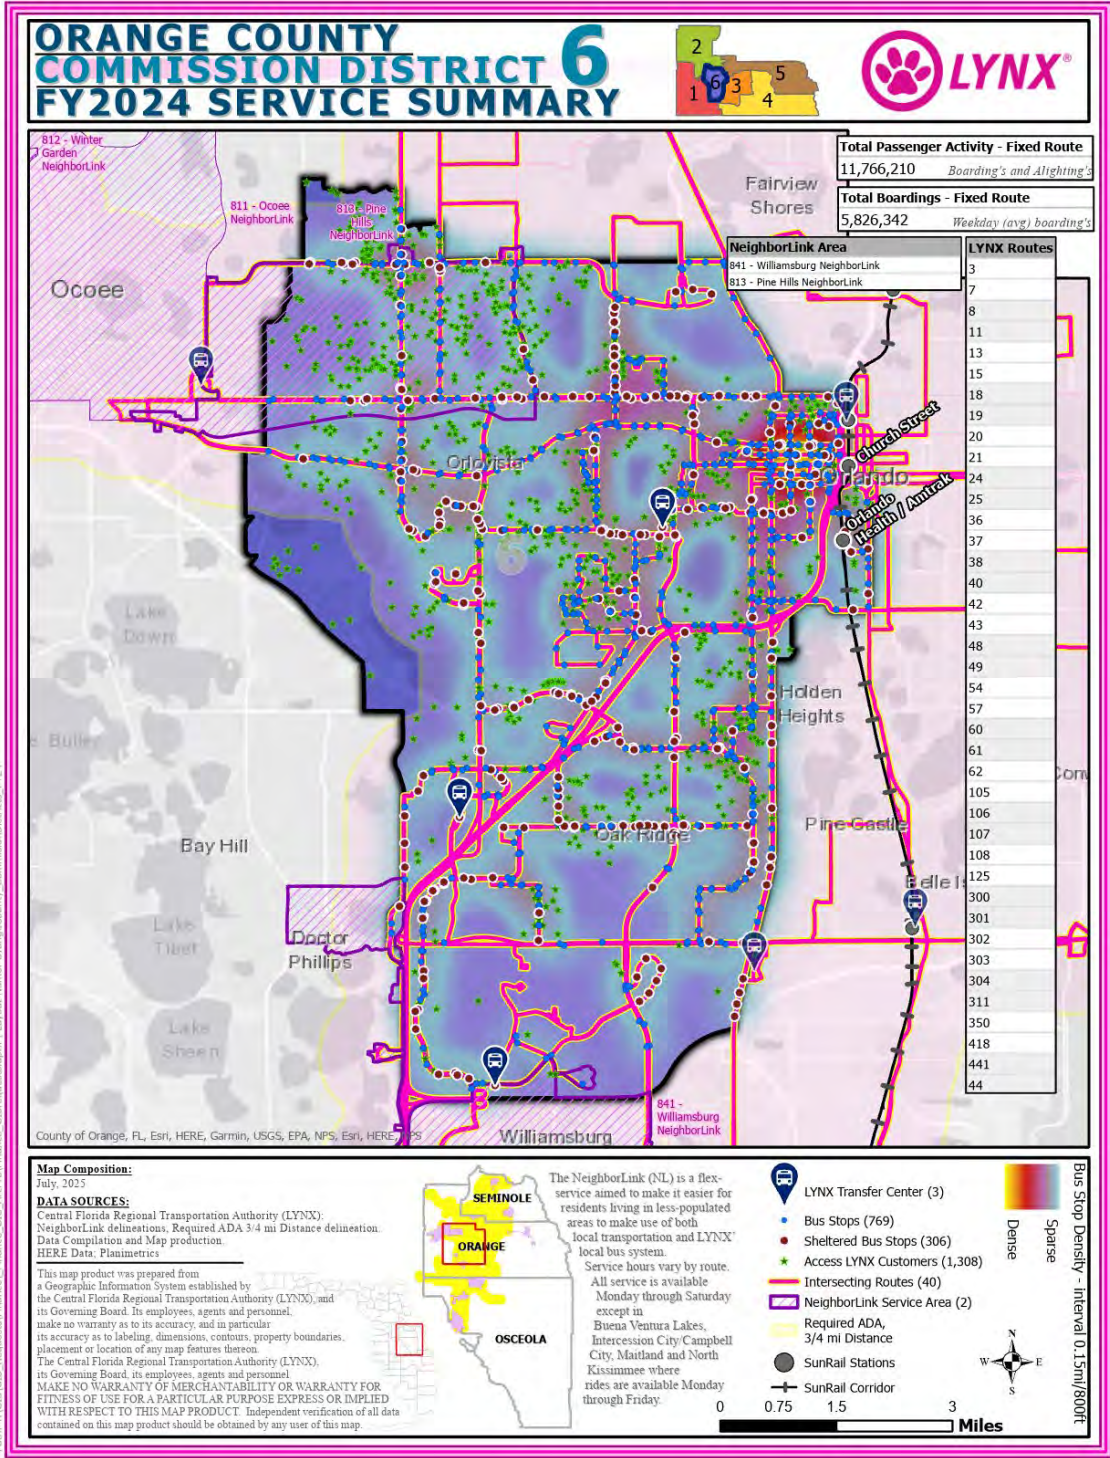 ORANGE COUNTY
COMMISSION DISTRICT 6
FY2024 SERVICE SUMMARY
2
1
6
3
5
4
LYNX®
812 - Winter
Garden
NeighborLink
811 - Ocoee
NeighborLink
813 - Pine
Hills
NeighborLink
Fairview
Shores
Total Passenger Activity - Fixed Route
11,766,210 Boarding's and Alighting's
Total Boardings - Fixed Route
5,826,342 Weekday (avg) boarding's
NeighborLink Area
841 - Williamsburg NeighborLink
813 - Pine Hills NeighborLink
LYNX Routes
3
7
8
11
13
15
18
19
20
21
24
25
36
37
38
40
42
43
48
49
54
57
60
61
62
105
106
107
108
125
300
301
302
303
304
311
350
418
441
44
Ocoee
Orlovista
Church Street
Orlando
Orlando
Health / Amtrak
Lake
Down
Holden
Heights
Butler
Bay Hill
Oak Ridge
Pine Castle
Belle Is
Lake
Tibet
Doctor
Phillips
Lake
Sheen
841 -
Williamsburg
NeighborLink
Williamsburg
County of Orange, FL, Esri, HERE, Garmin, USGS, EPA, NPS, Esri, HERE, NPS
Map Composition:
July, 2025
DATA SOURCES:
Central Florida Regional Transportation Authority (LYNX);
NeighborLink delineations, Required ADA 3/4 mi Distance delineation.
Data Compilation and Map production.
HERE Data; Planimetrics
This map product was prepared from
a Geographic Information System established by
the Central Florida Regional Transportation Authority (LYNX), and
its Governing Board. Its employees, agents and personnel,
make no warranty as to its accuracy, and in particular
its accuracy as to labeling, dimensions, contours, property boundaries,
placement or location of any map features thereon.
The Central Florida Regional Transportation Authority (LYNX),
its Governing Board, its employees, agents and personnel
MAKE NO WARRANTY OF MERCHANTABILITY OR WARRANTY FOR
FITNESS OF USE FOR A PARTICULAR PURPOSE EXPRESS OR IMPLIED
WITH RESPECT TO THIS MAP PRODUCT. Independent verification of all data
contained on this map product should be obtained by any user of this map.
SEMINOLE
ORANGE
OSCEOLA
The NeighborLink (NL) is a flex-
service aimed to make it easier for
residents living in less-populated
areas to make use of both
local transportation and LYNX'
local bus system.
Service hours vary by route.
All service is available
Monday through Saturday
except in
Buena Ventura Lakes,
Intercession City/Campbell
City, Maitland and North
Kissimmee where
rides are available Monday
through Friday.
LYNX Transfer Center (3)
Bus Stops (769)
Sheltered Bus Stops (306)
Access LYNX Customers (1,308)
Intersecting Routes (40)
NeighborLink Service Area (2)
Required ADA,
3/4 mi Distance
SunRail Stations
SunRail Corridor
Dense
Sparse
Bus Stop Density - interval 0.15mi/800ft
N
W
E
S
0 0.75 1.5 3
Miles